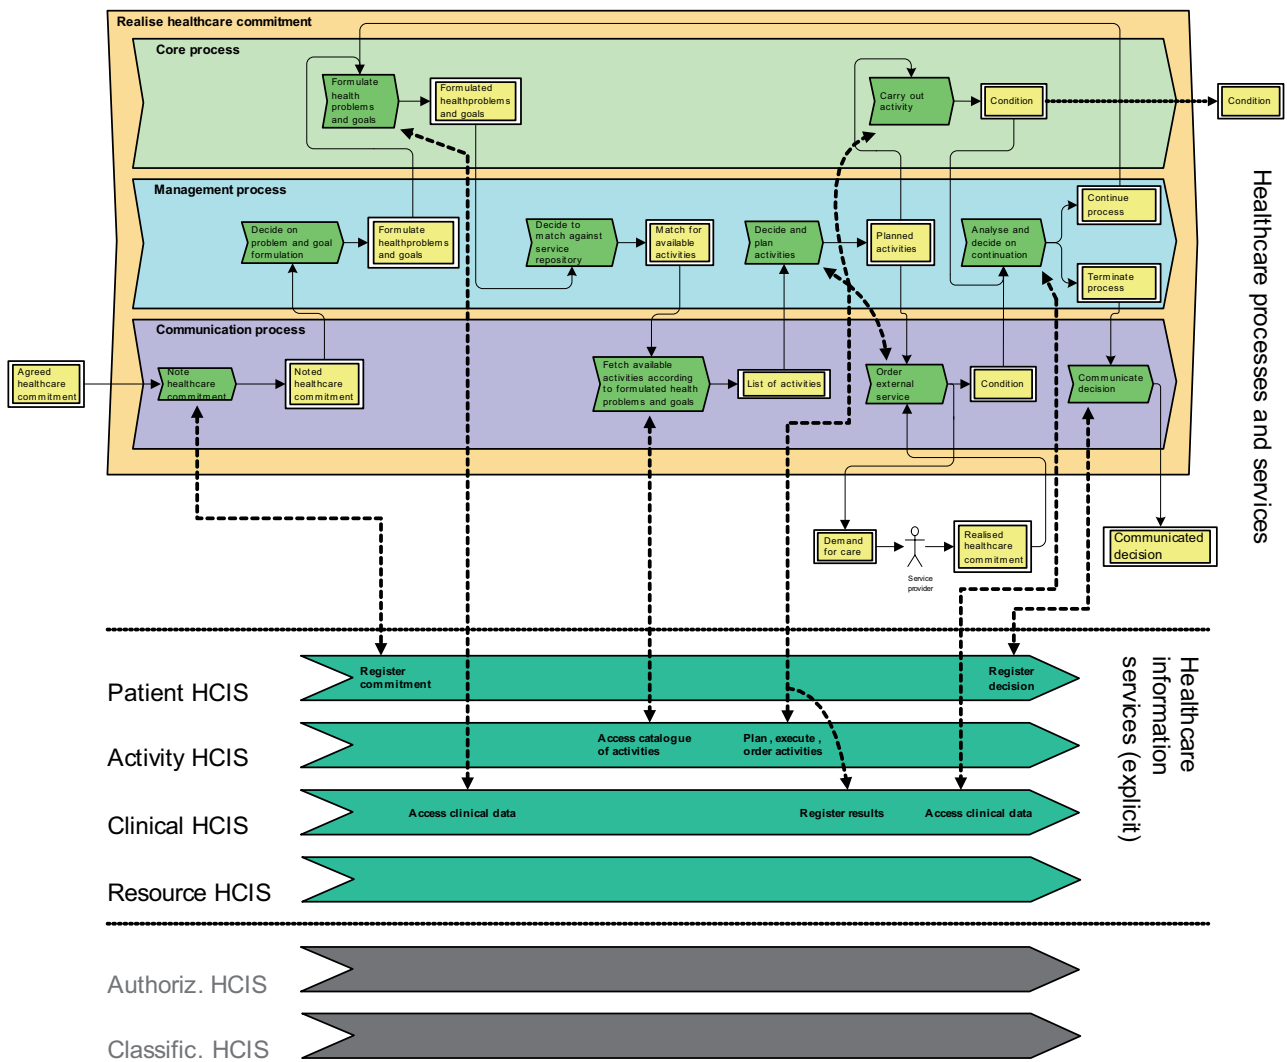 Realise healthcare commitment
Core process
Formulate
health
problems
and goals
Formulated
healthproblems
and goals
Carry out
activity
Condition
Condition
Management process
Decide on
problem and goal
formulation
Formulate
healthproblems
and goals
Decide to
match against
service
repository
Match for
available
activities
Decide and
plan
activities
Planned
activities
Analyse and
decide on
continuation
Continue
process
Terminate
process
Communication process
Agreed
healthcare
commitment
Note
healthcare
commitment
Noted
healthcare
commitment
Fetch available
activities according
to formulated health
problems and goals
List of activities
Order
external
service
Condition
Communicate
decision
Demand
for care
Service
provider
Realised
healthcare
commitment
Communicated
decision
Healthcare processes and services
Patient HCIS
Register
commitment
Register
decision
Activity HCIS
Access catalogue
of activities
Plan , execute ,
order activities
Clinical HCIS
Access clinical data
Register results
Access clinical data
Resource HCIS
Healthcare
information
services (explicit)
Authoriz. HCIS
Classific. HCIS